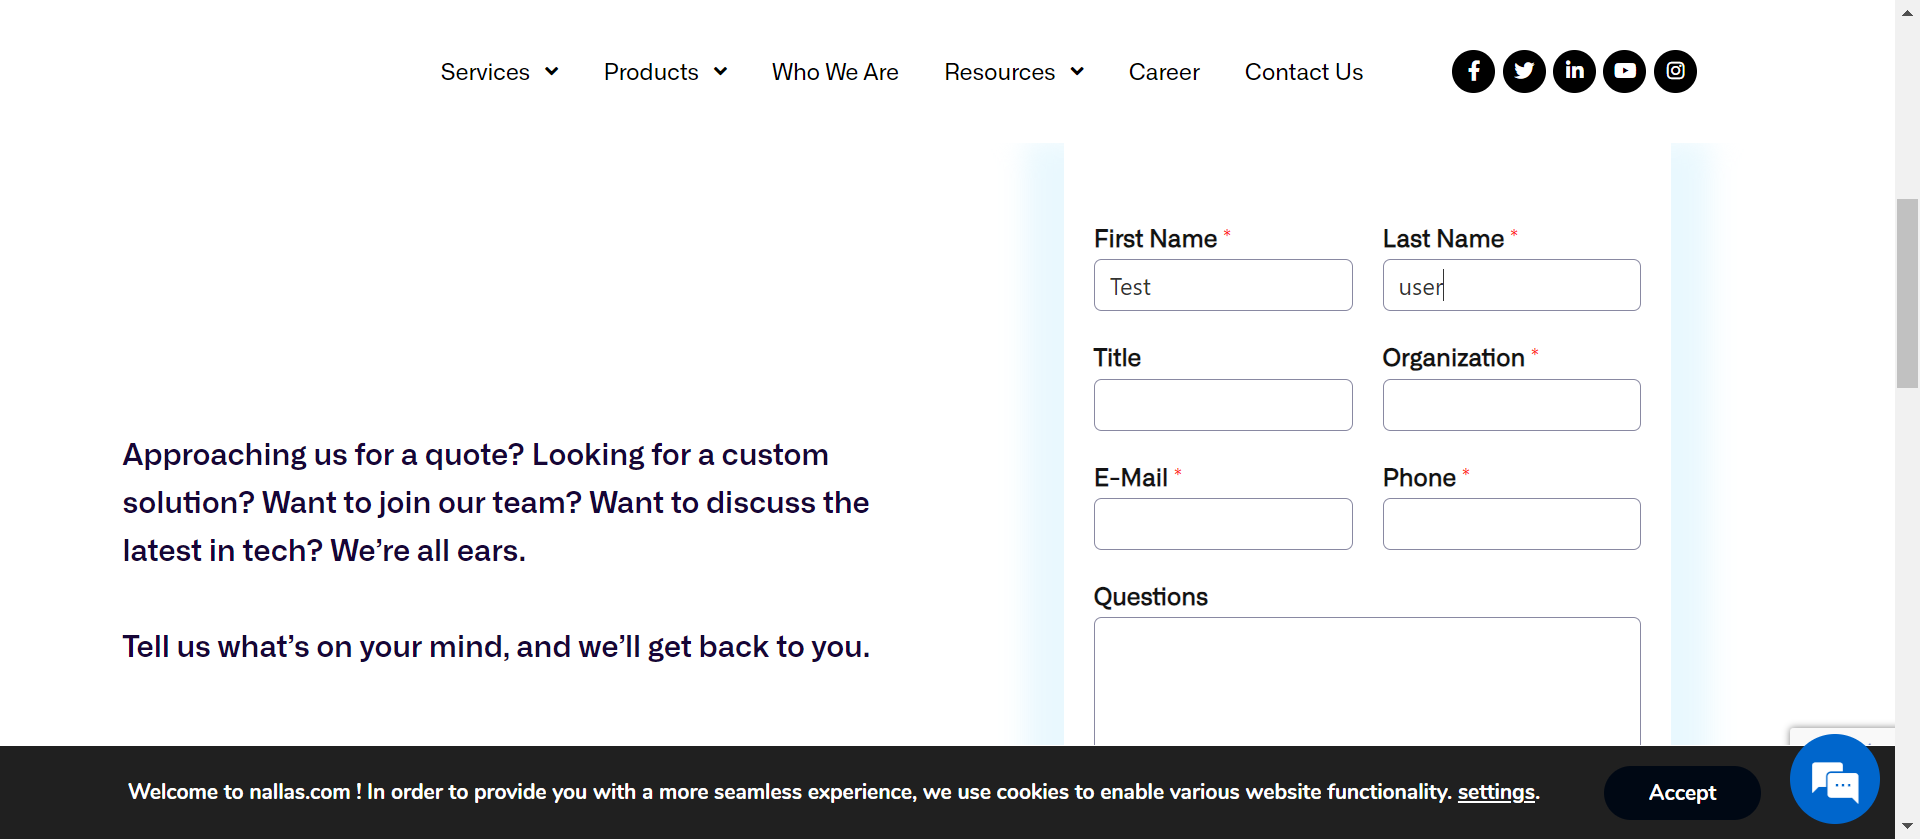 Services Products Who We Are Resources Career Contact Us
First Name * Last Name *
Test user
Title Organization *
E-Mail * Phone *
Questions
Approaching us for a quote? Looking for a custom
solution? Want to join our team? Want to discuss the
latest in tech? We’re all ears.
Tell us what’s on your mind, and we’ll get back to you.
Welcome to nallas.com ! In order to provide you with a more seamless experience, we use cookies to enable various website functionality. settings.
Accept